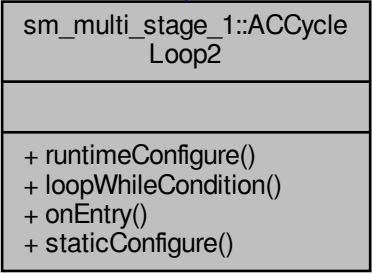 sm_multi_stage_1::ACCycle
Loop2
+ runtimeConfigure()
+ loopWhileCondition()
+ onEntry()
+ staticConfigure()